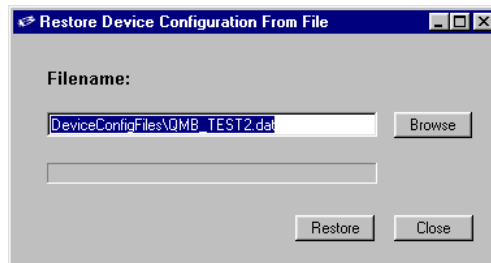 Restore Device Configuration From File
Filename:
DeviceConfigFiles\QMB_TEST2.dat
Browse
Restore
Close